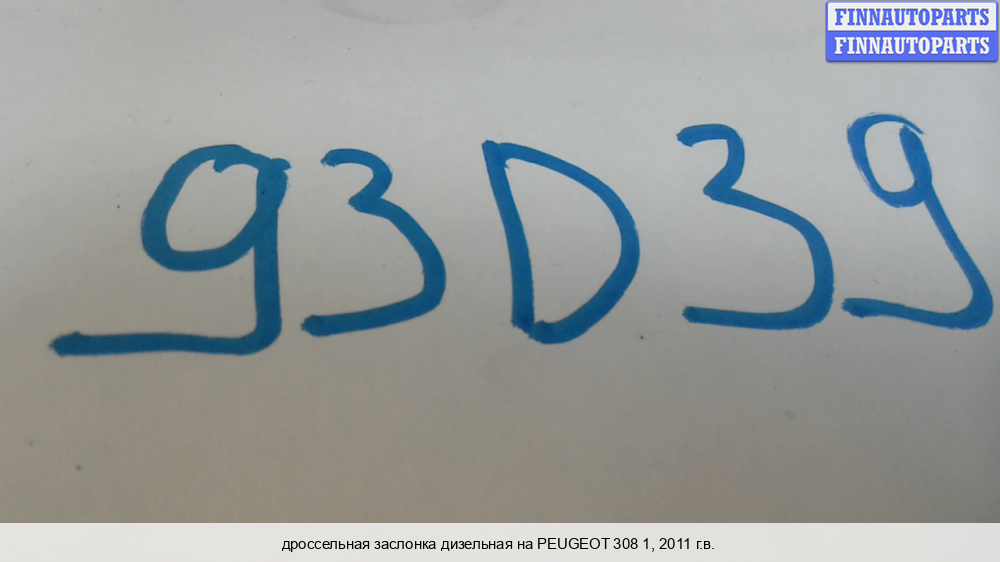 FINNAUTOPARTS
FINNAUTOPARTS
93D39
дроссельная заслонка дизельная на PEUGEOT 308 1, 2011 г.в.